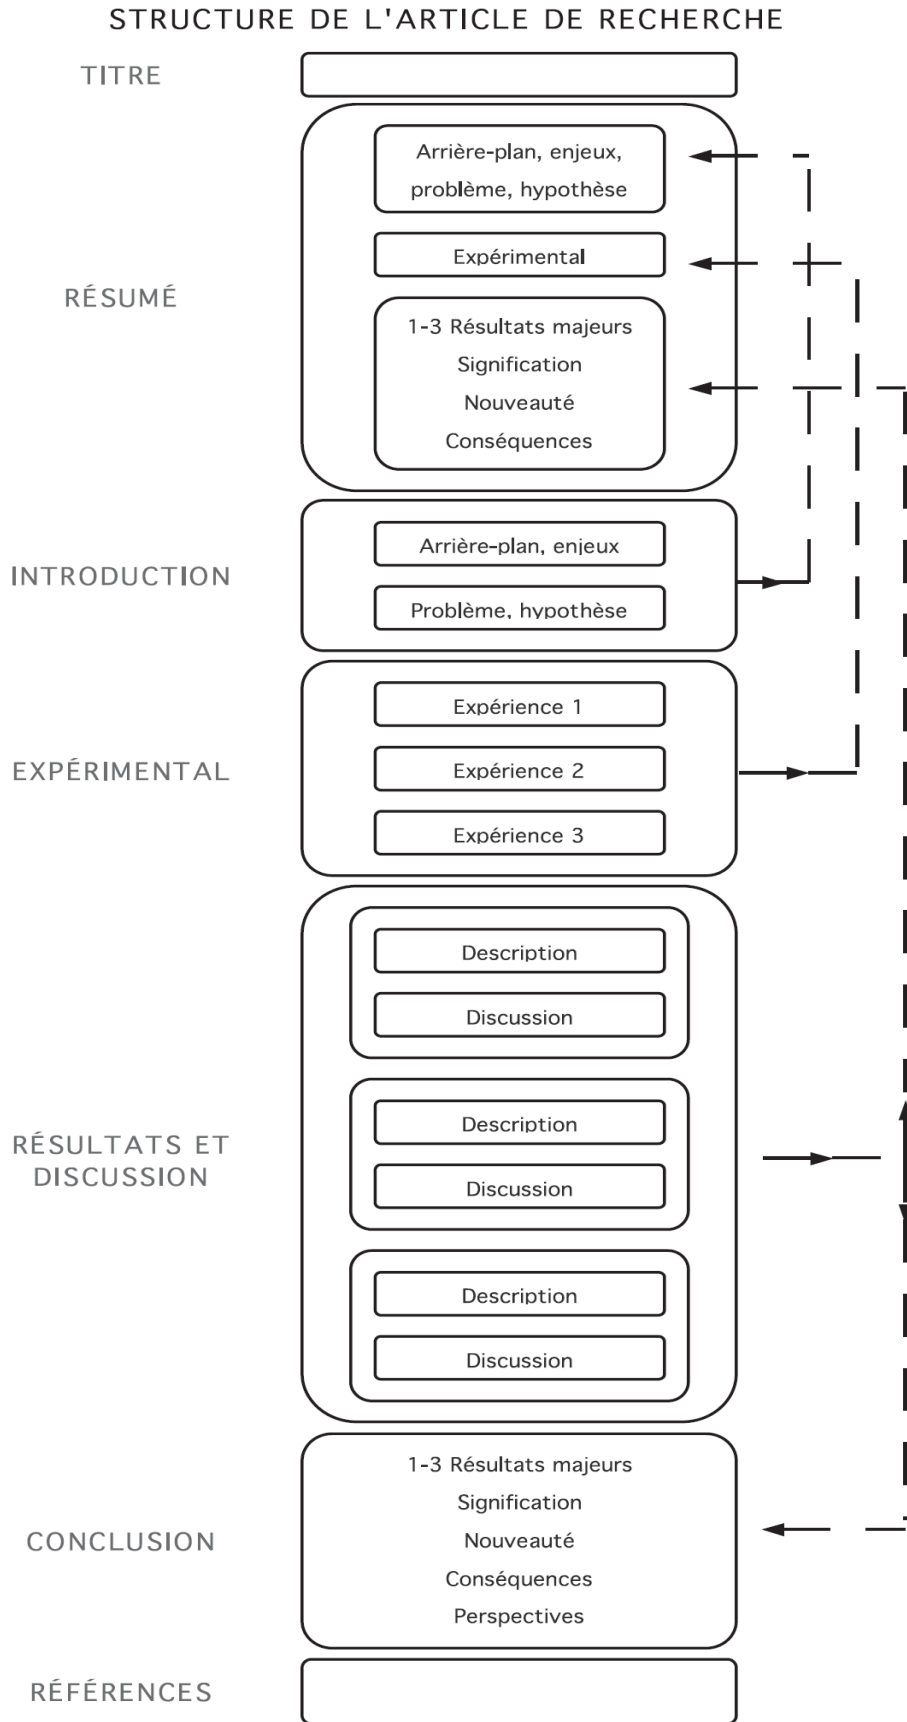 STRUCTURE DE L'ARTICLE DE RECHERCHE
TITRE
RÉSUMÉ
Arrière-plan, enjeux,
problème, hypothèse
Expérimental
1-3 Résultats majeurs
Signification
Nouveauté
Conséquences
INTRODUCTION
Arrière-plan, enjeux
Problème, hypothèse
EXPÉRIMENTAL
Expérience 1
Expérience 2
Expérience 3
RÉSULTATS ET
DISCUSSION
Description
Discussion
Description
Discussion
Description
Discussion
CONCLUSION
1-3 Résultats majeurs
Signification
Nouveauté
Conséquences
Perspectives
RÉFÉRENCES